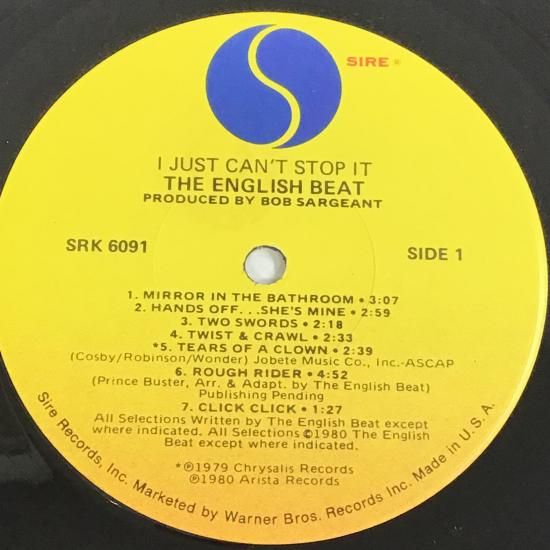 SIRE ®
I JUST CAN'T STOP IT
THE ENGLISH BEAT
PRODUCED BY BOB SARGEANT
SRK 6091
SIDE 1
1. MIRROR IN THE BATHROOM • 3:07
2. HANDS OFF...SHE'S MINE • 2:59
3. TWO SWORDS • 2:18
4. TWIST & CRAWL • 2:33
*5. TEARS OF A CLOWN • 2:39
(Cosby/Robinson/Wonder) Jobete Music Co., Inc.-ASCAP
6. ROUGH RIDER • 4:52
(Prince Buster, Arr. & Adapt. by The English Beat)
Publishing Pending
7. CLICK CLICK • 1:27
All Selections Written by The English Beat except
where indicated. All Selections ©1980 The English
Beat except where indicated.
*℗1979 Chrysalis Records
℗1980 Arista Records
Sire Records, Inc. Marketed by Warner Bros. Records Inc. Made in U.S.A.